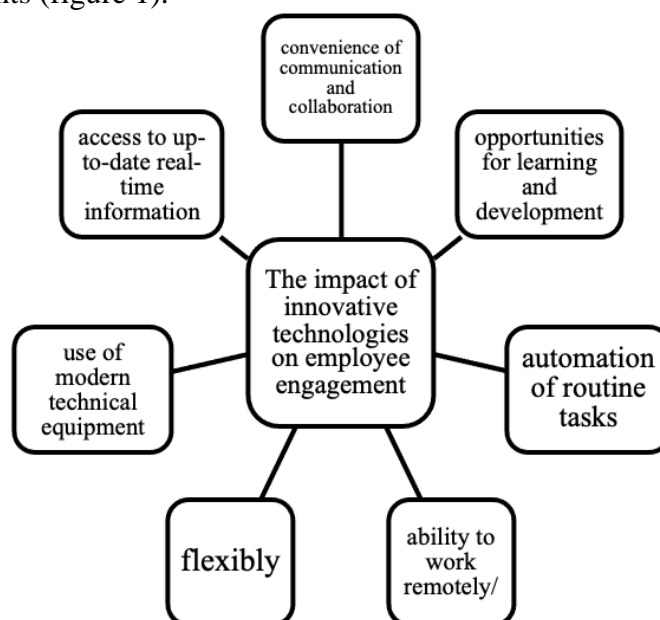 nts (figure 1).
convenience of
communication
and
collaboration
access to up-
to-date real-
time
information
opportunities
for learning
and
development
The impact of
innovative
technologies
on employee
engagement
use of
modern
technical
equipment
automation
of routine
tasks
flexibly
ability to
work
remotely/